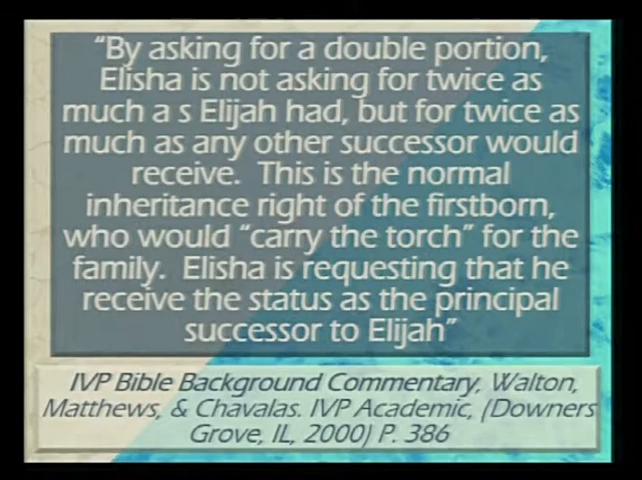 “By asking for a double portion,
Elisha is not asking for twice as
much a s Elijah had, but for twice as
much as any other successor would
receive.  This is the normal
inheritance right of the firstborn,
who would “carry the torch” for the
family.  Elisha is requesting that he
receive the status as the principal
successor to Elijah”
IVP Bible Background Commentary, Walton,
Matthews, & Chavalas. IVP Academic, (Downers
Grove, IL, 2000) P. 386